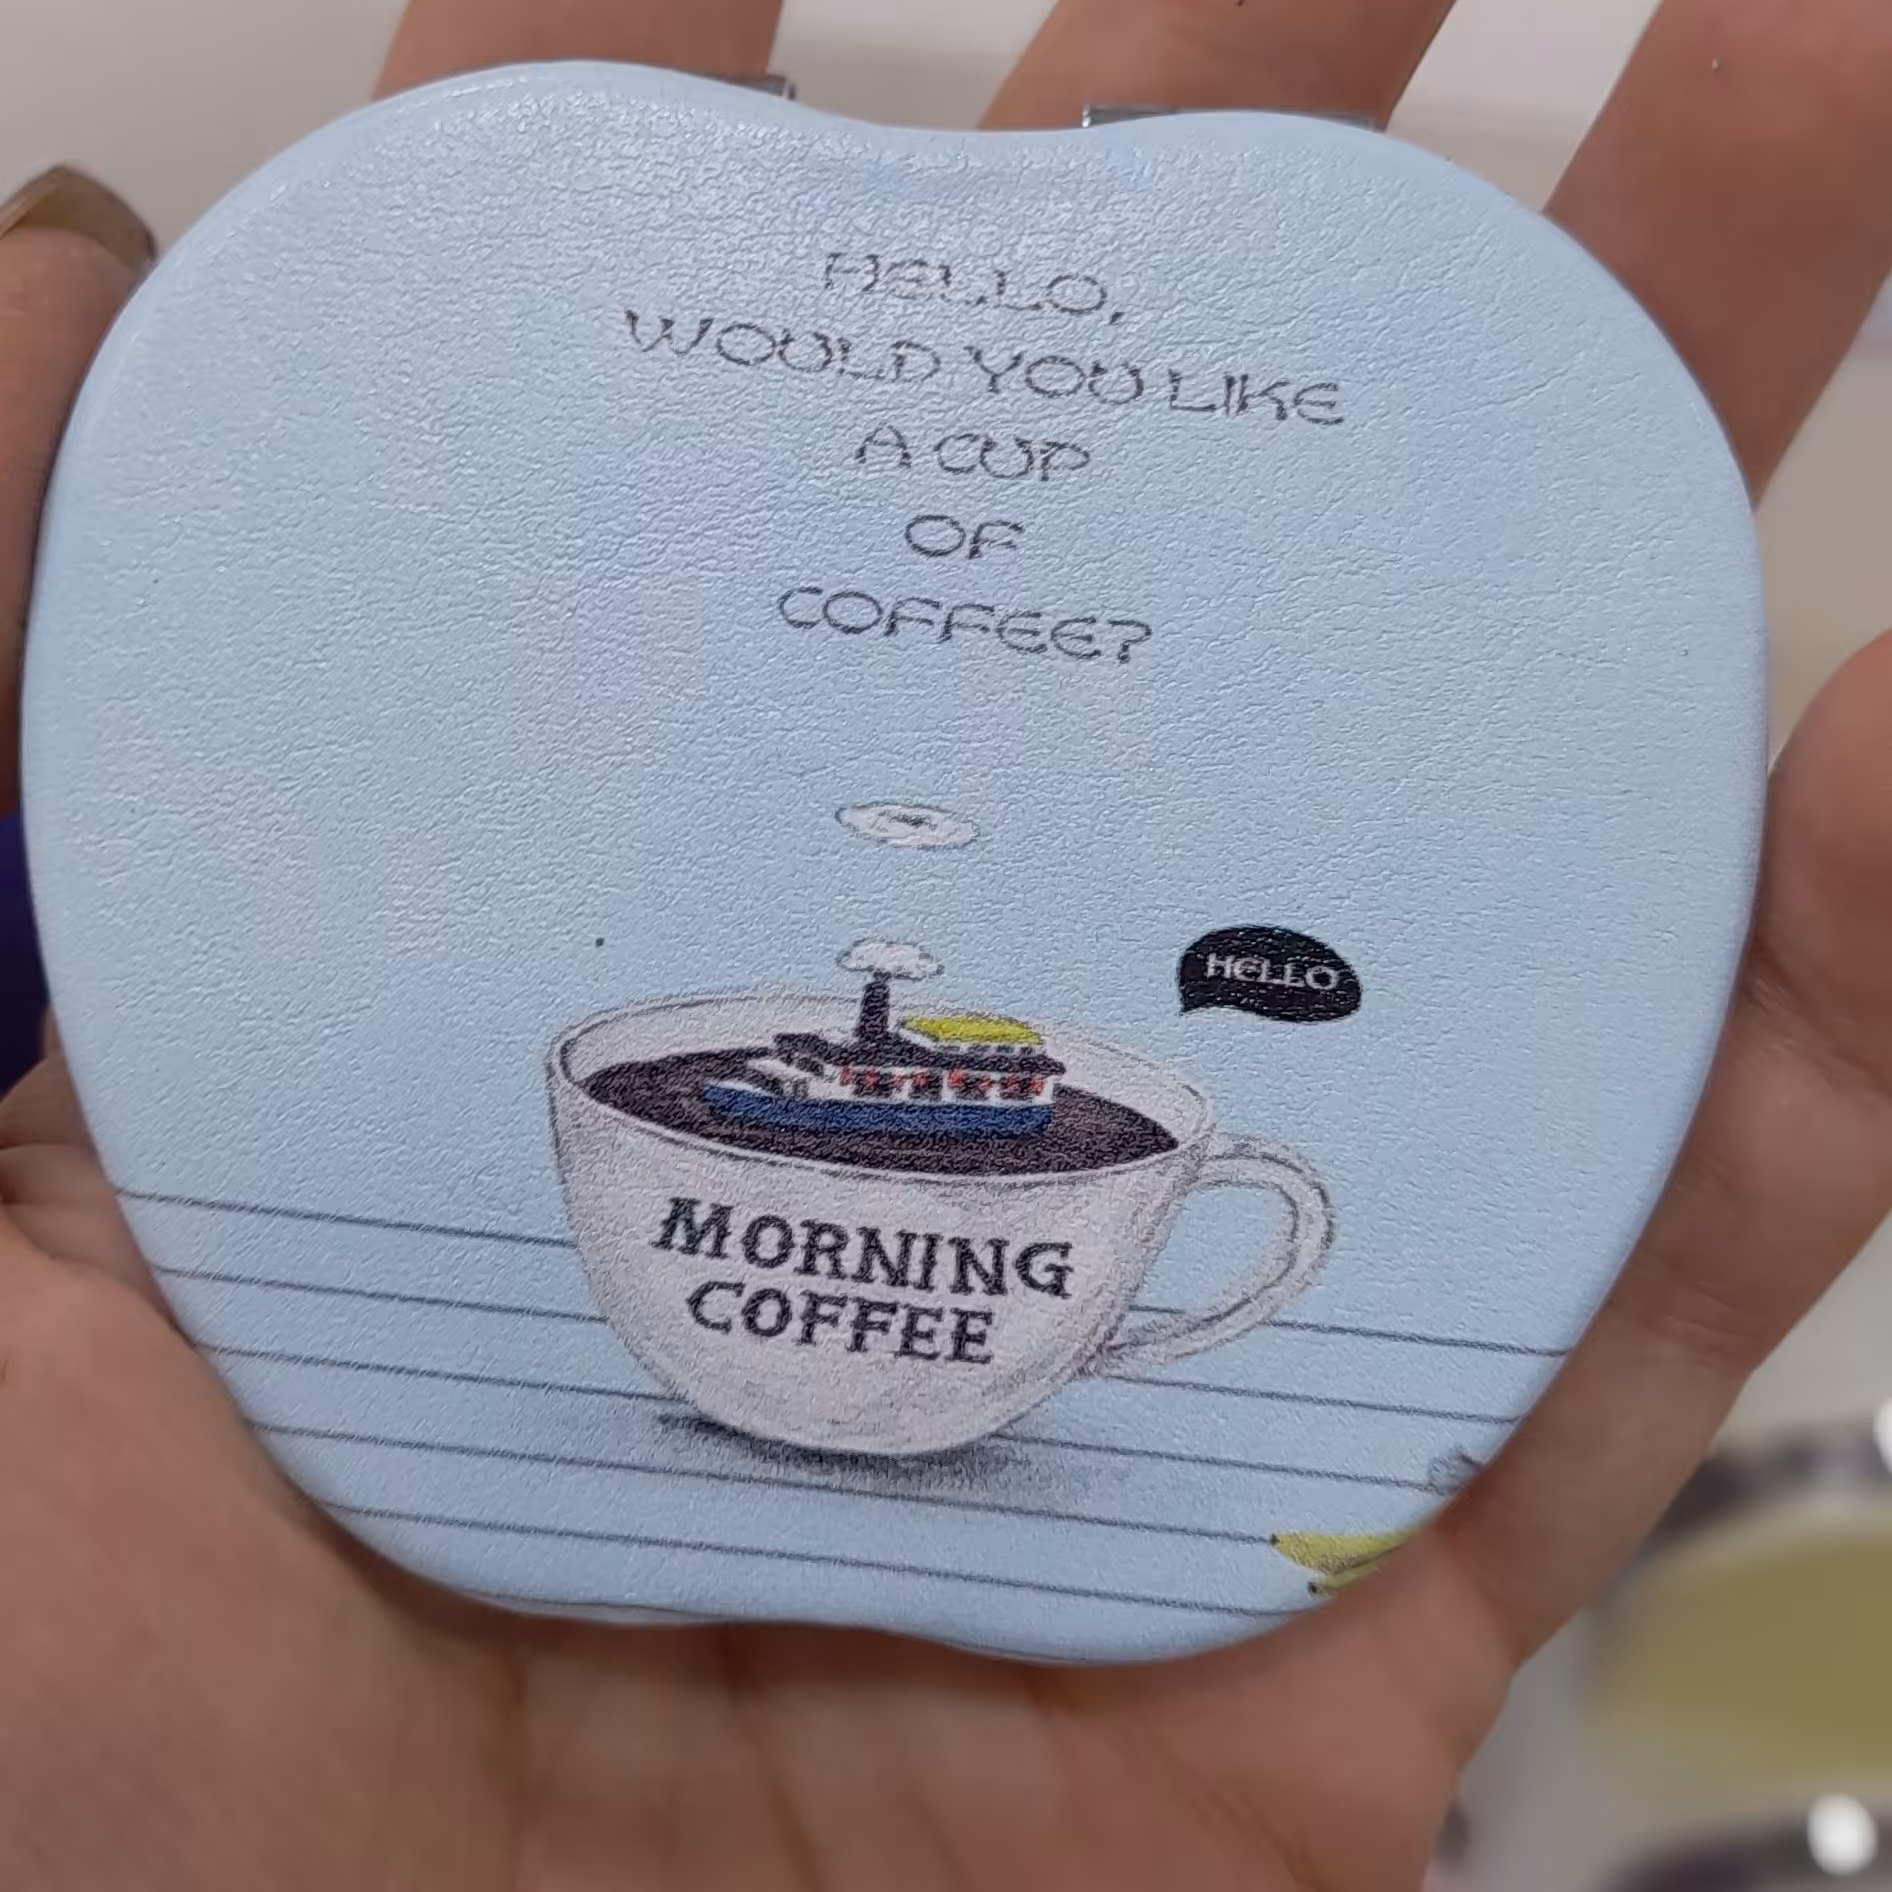 HELLO,
WOULD YOU LIKE
A CUP
OF
COFFEE?
HELLO
MORNING
COFFEE